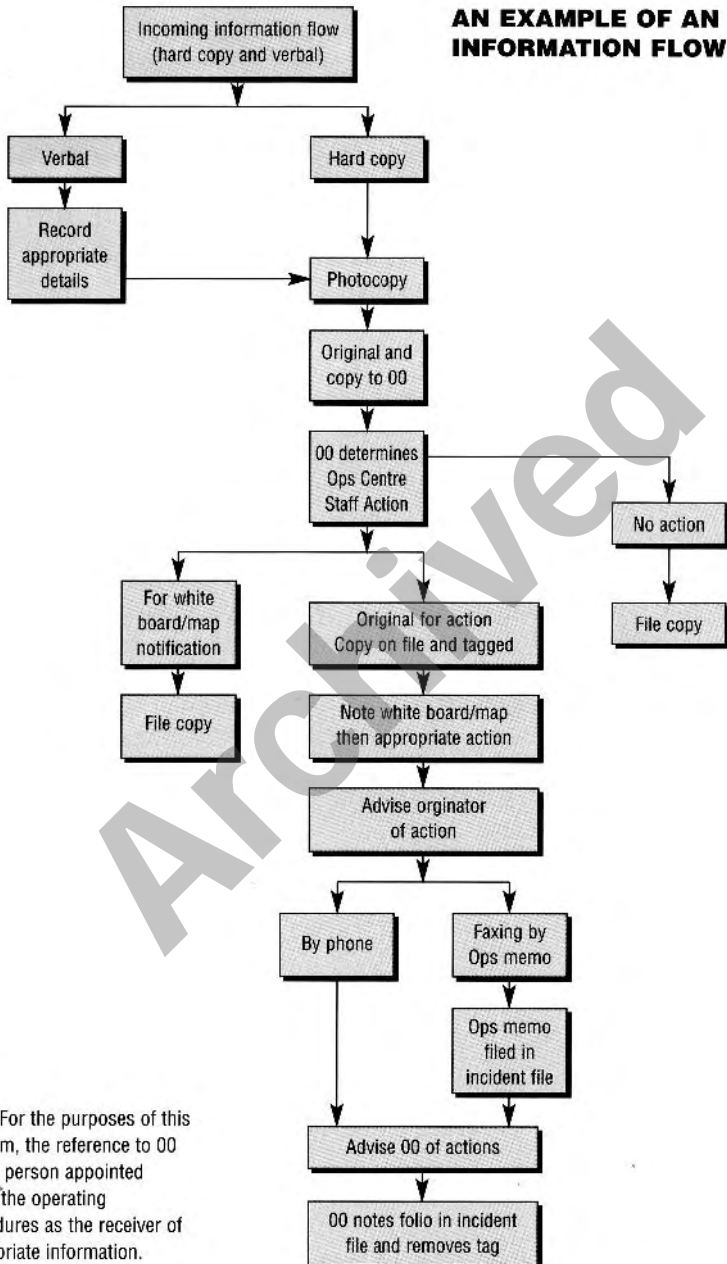 AN EXAMPLE OF AN
INFORMATION FLOW
Incoming information flow
(hard copy and verbal)
Verbal
Hard copy
Record
appropriate
details
Photocopy
Original and
copy to 00
00 determines
Ops Centre
Staff Action
No action
File copy
For white
board/map
notification
File copy
Original for action
Copy on file and tagged
Note white board/map
then appropriate action
Advise orginator
of action
By phone
Faxing by
Ops memo
Ops memo
filed in
incident file
Advise 00 of actions
00 notes folio in incident
file and removes tag
For the purposes of this
m, the reference to 00
person appointed
the operating
dures as the receiver of
priate information.
Archived